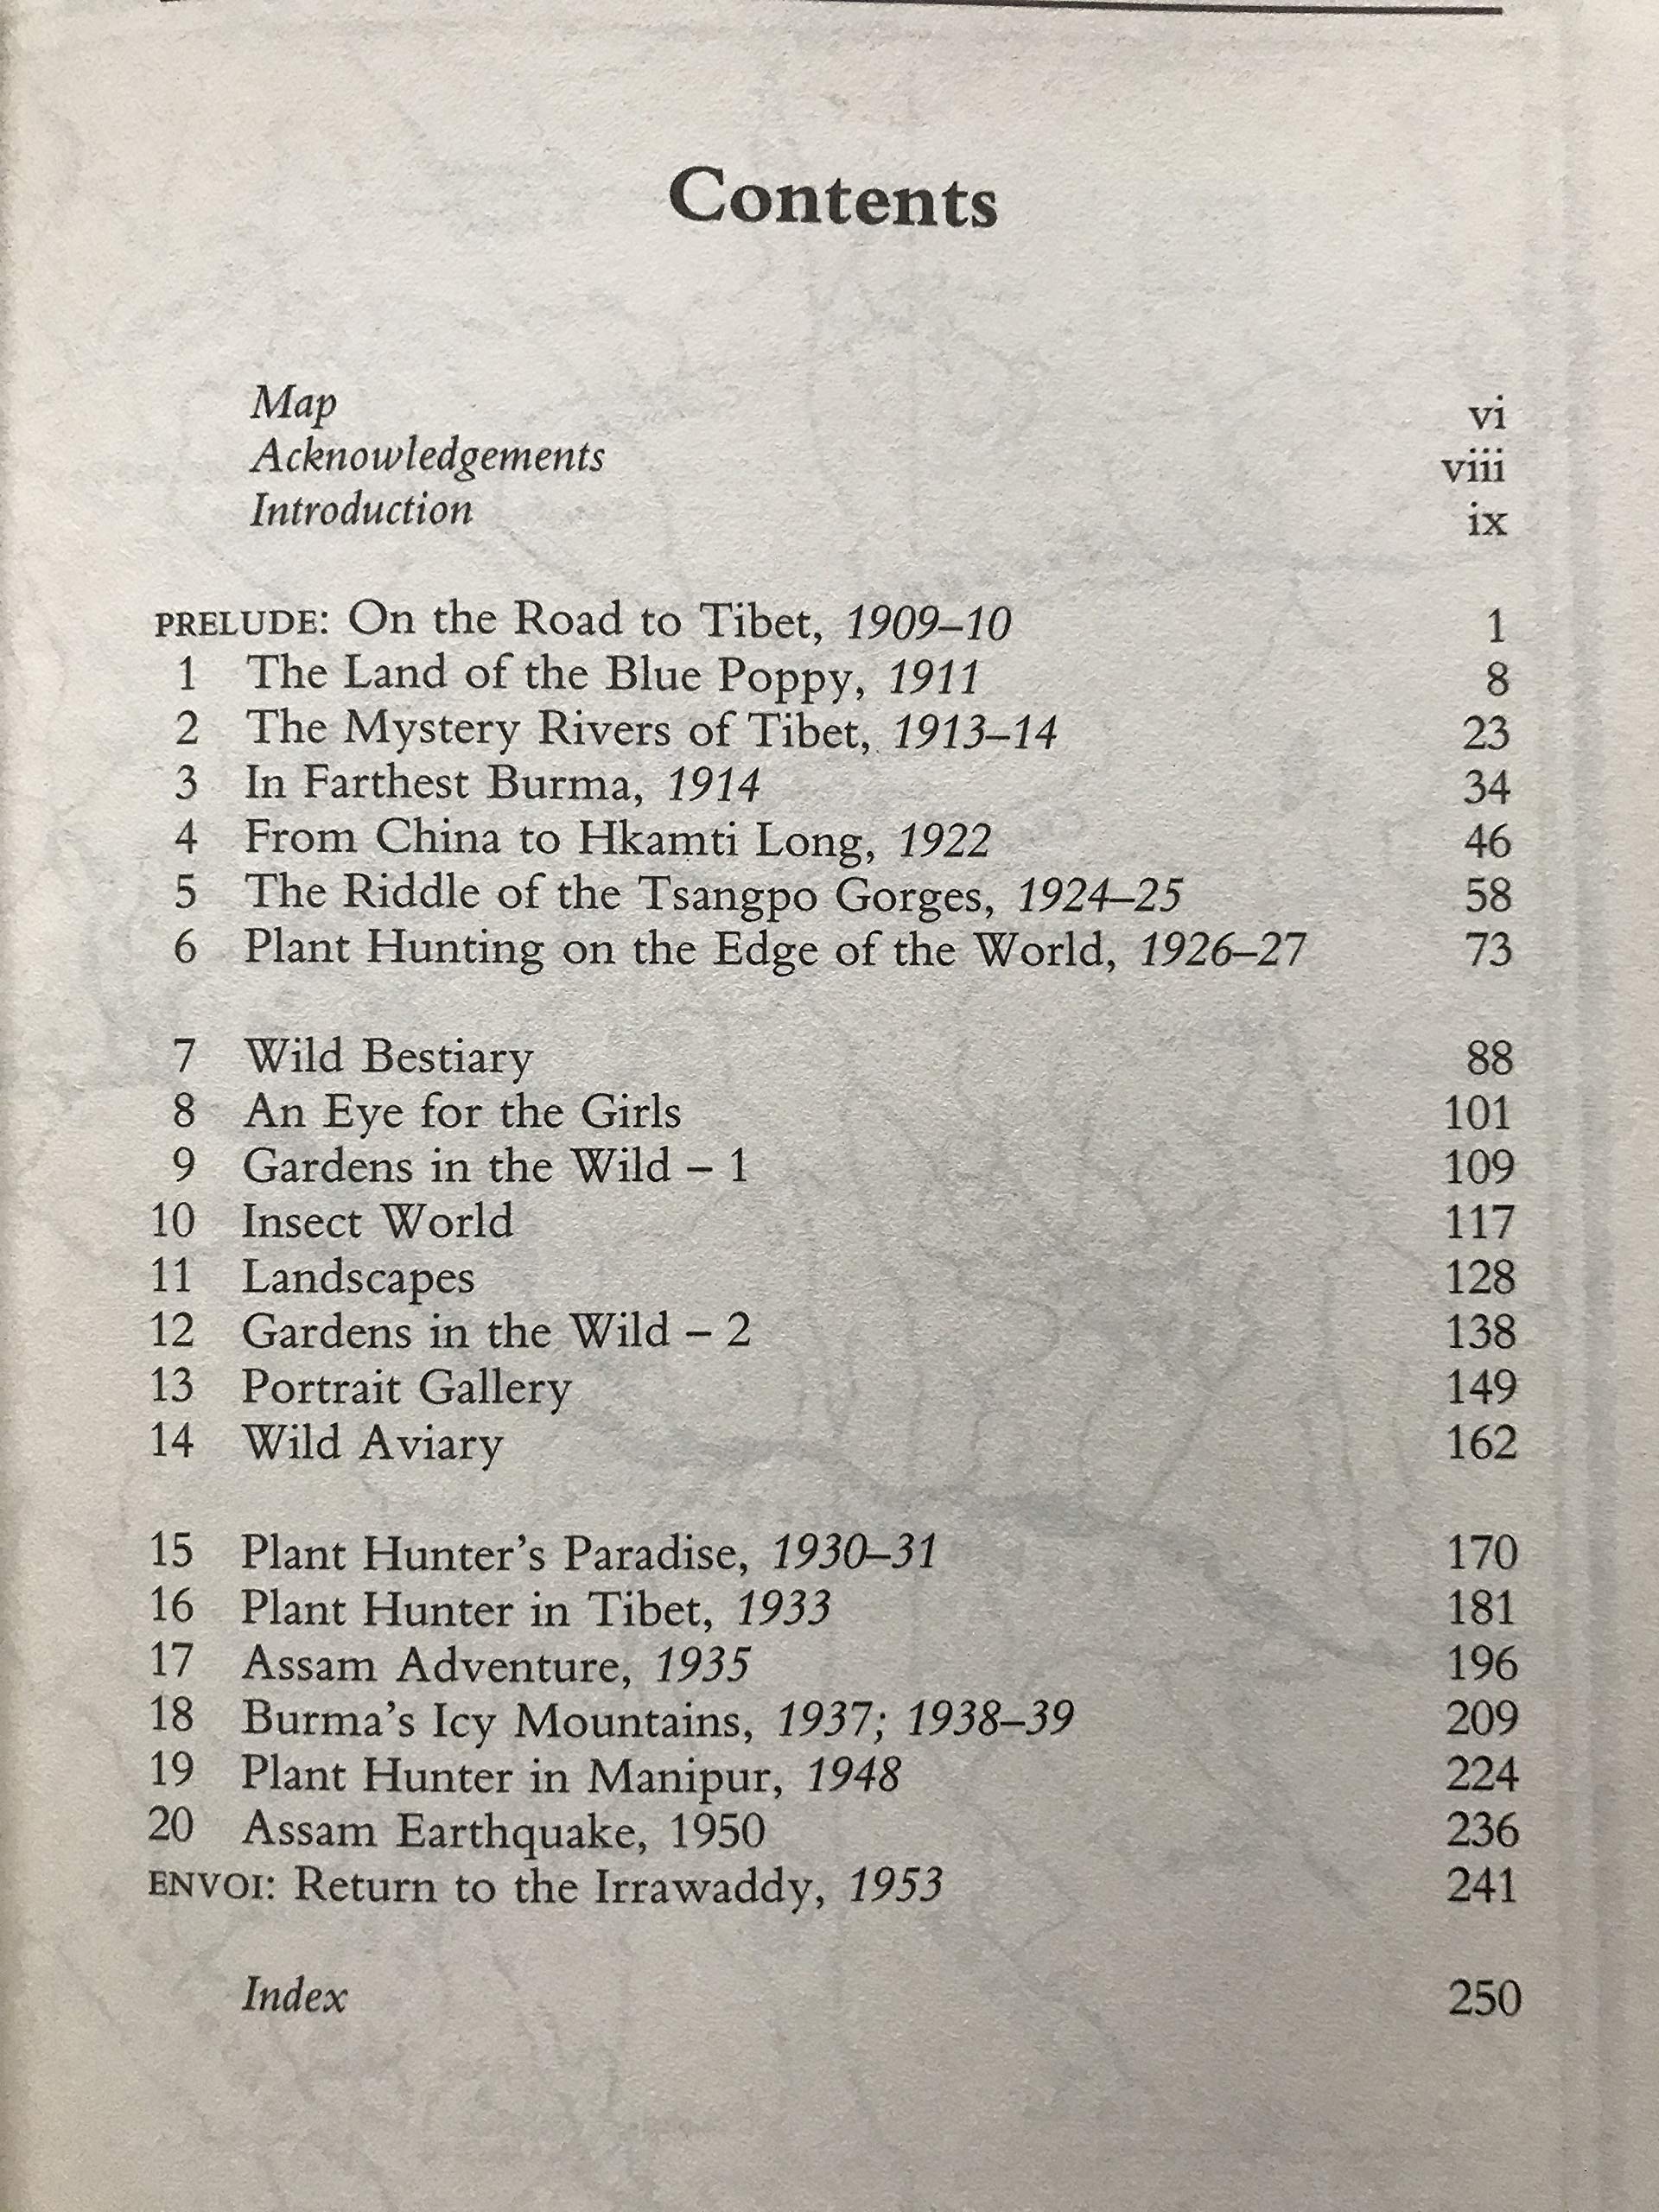 Contents
Map vi
Acknowledgements viii
Introduction ix
PRELUDE: On the Road to Tibet, 1909–10 1
1 The Land of the Blue Poppy, 1911 8
2 The Mystery Rivers of Tibet, 1913–14 23
3 In Farthest Burma, 1914 34
4 From China to Hkamti Long, 1922 46
5 The Riddle of the Tsangpo Gorges, 1924–25 58
6 Plant Hunting on the Edge of the World, 1926–27 73
7 Wild Bestiary 88
8 An Eye for the Girls 101
9 Gardens in the Wild – 1 109
10 Insect World 117
11 Landscapes 128
12 Gardens in the Wild – 2 138
13 Portrait Gallery 149
14 Wild Aviary 162
15 Plant Hunter's Paradise, 1930–31 170
16 Plant Hunter in Tibet, 1933 181
17 Assam Adventure, 1935 196
18 Burma's Icy Mountains, 1937; 1938–39 209
19 Plant Hunter in Manipur, 1948 224
20 Assam Earthquake, 1950 236
ENVOI: Return to the Irrawaddy, 1953 241
Index 250